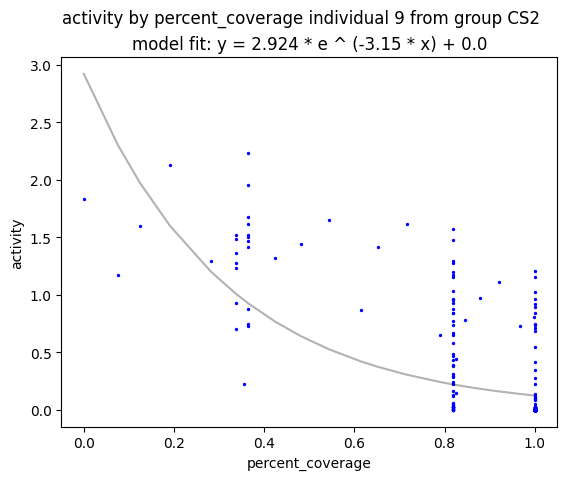 activity by percent_coverage individual 9 from group CS2
model fit: y = 2.924 * e ^ (-3.15 * x) + 0.0
3.0
2.5
2.0
1.5
1.0
0.5
0.0
activity
0.0 0.2 0.4 0.6 0.8 1.0
percent_coverage